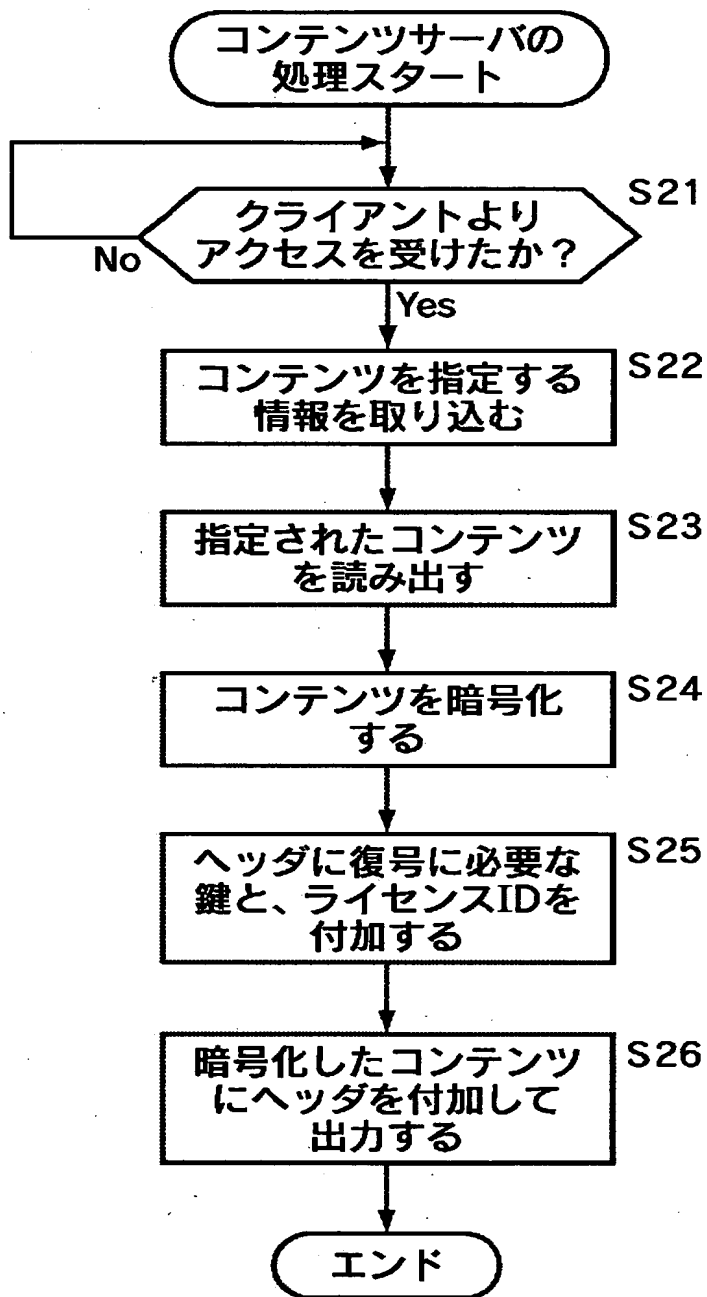 コンテンツサーバの
処理スタート
S21
クライアントより
アクセスを受けたか？
No
Yes
S22
コンテンツを指定する
情報を取り込む
S23
指定されたコンテンツ
を読み出す
S24
コンテンツを暗号化
する
S25
ヘッダに復号に必要な
鍵と、ライセンスIDを
付加する
S26
暗号化したコンテンツ
にヘッダを付加して
出力する
エンド